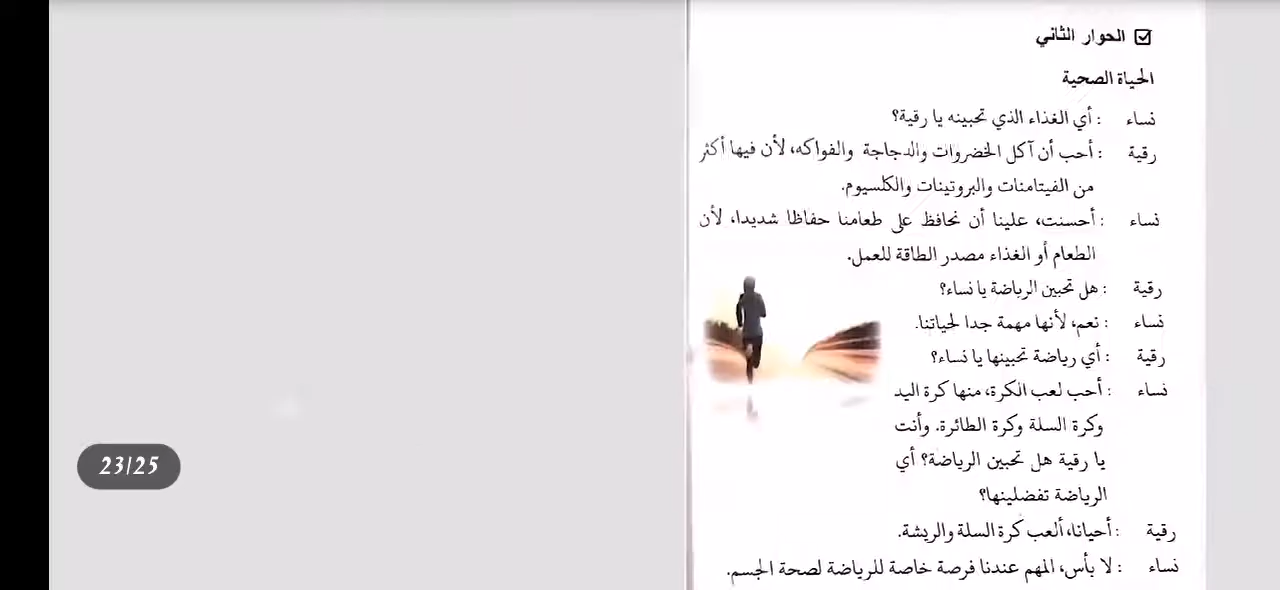 الحوار الثاني
الحياة الصحية
نساء : أي الغذاء الذي تحبينه يا رقية؟
رقية : أحب أن آكل الخضروات والدجاجة والفواكه، لأن فيها أكثر
من الفيتامنات والبروتينات والكلسيوم.
نساء : أحسنت، علينا أن نحافظ على طعامنا حفاظا شديدا، لأن
الطعام أو الغذاء مصدر الطاقة للعمل.
رقية : هل تحبين الرياضة يا نساء؟
نساء : نعم، لأنها مهمة جدا لحياتنا.
رقية : أي رياضة تحبينها يا نساء؟
نساء : أحب لعب الكرة، منها كرة اليد
وكرة السلة وكرة الطائرة. وأنت
يا رقية هل تحبين الرياضة؟ أي
الرياضة تفضلينها؟
رقية : أحيانا، ألعب كرة السلة والريشة.
نساء : لا بأس، المهم عندنا فرصة خاصة للرياضة لصحة الجسم.
23/25